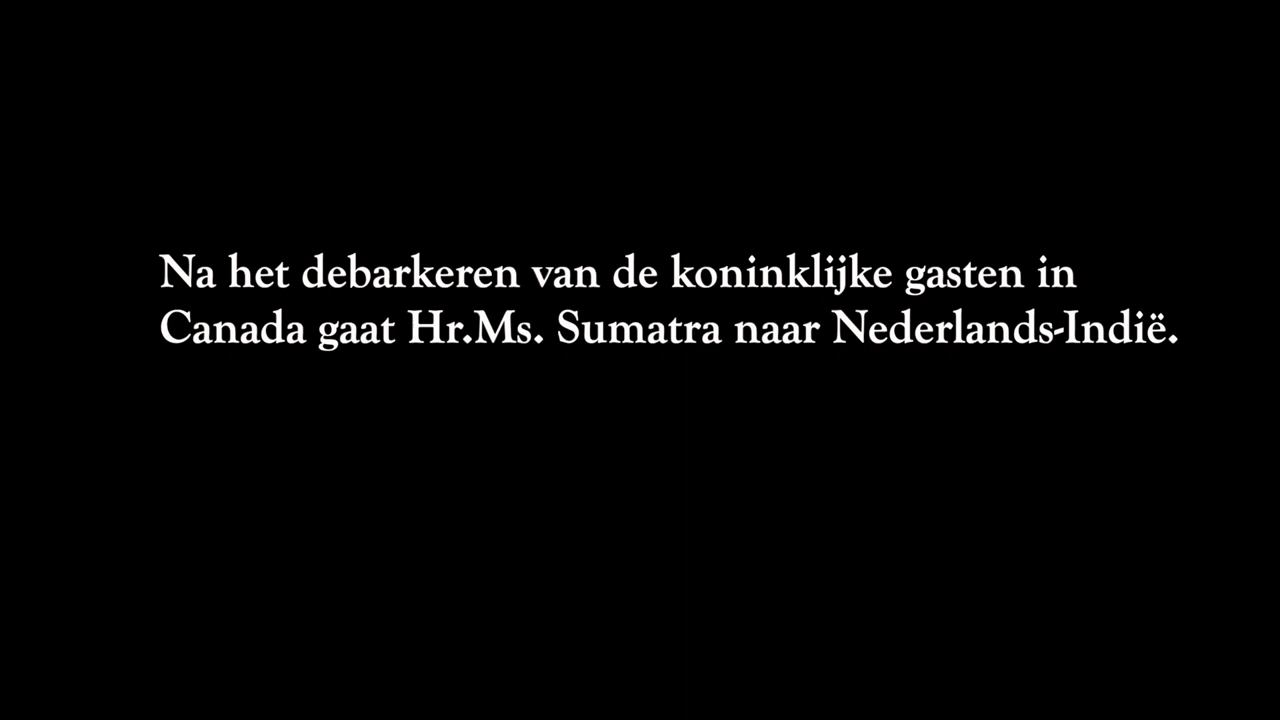 Na het debarkeren van de koninklijke gasten in
Canada gaat Hr.Ms. Sumatra naar Nederlands-Indië.